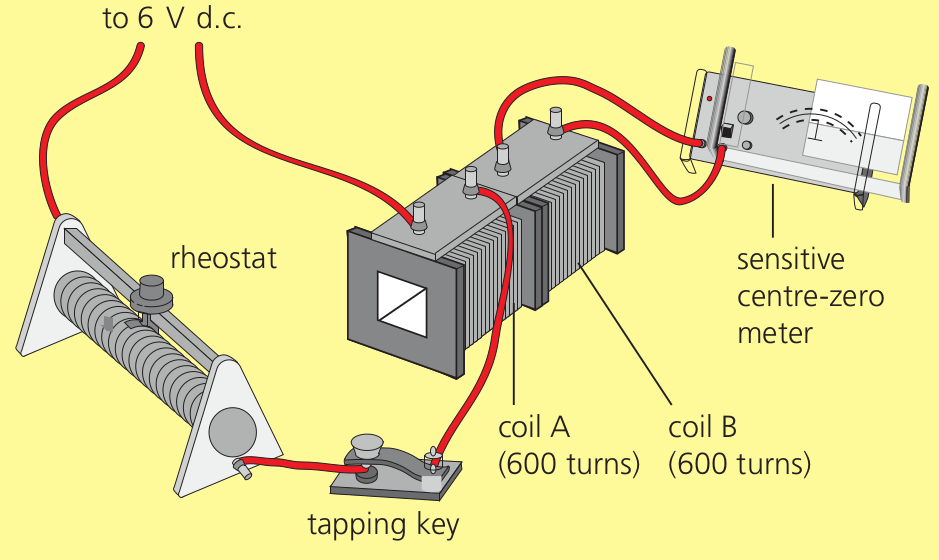 to 6 V d.c.
rheostat
sensitive
centre-zero
meter
coil A
(600 turns)
coil B
(600 turns)
tapping key